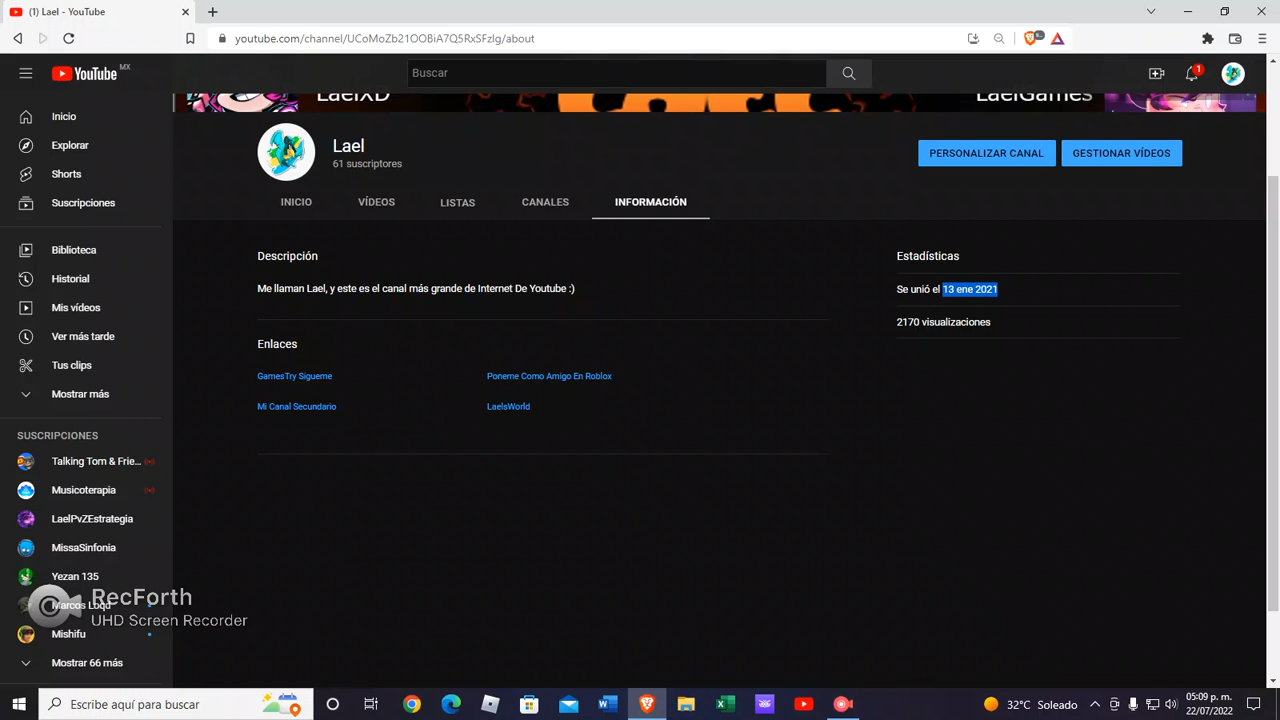 (1) Lael - YouTube
youtube.com/channel/UCoMoZb21OOBiA7Q5RxSFzIg/about
YouTube MX
Buscar
1
LaelXD
LaelGames
Inicio
Explorar
Shorts
Suscripciones
Biblioteca
Historial
Mis vídeos
Ver más tarde
Tus clips
Mostrar más
SUSCRIPCIONES
Talking Tom & Frie...
Musicoterapia
LaelPvZEstrategia
MissaSinfonia
Yezan 135
Mishifu
Mostrar 66 más
Lael
61 suscriptores
PERSONALIZAR CANAL
GESTIONAR VÍDEOS
INICIO
VÍDEOS
LISTAS
CANALES
INFORMACIÓN
Descripción
Me llaman Lael, y este es el canal más grande de Internet De Youtube :)
Enlaces
GamesTry Sigueme
Poneme Como Amigo En Roblox
Mi Canal Secundario
LaelsWorld
Estadísticas
Se unió el 13 ene 2021
2170 visualizaciones
RecForth
UHD Screen Recorder
Escribe aquí para buscar
32°C Soleado
05:09 p. m.
22/07/2022